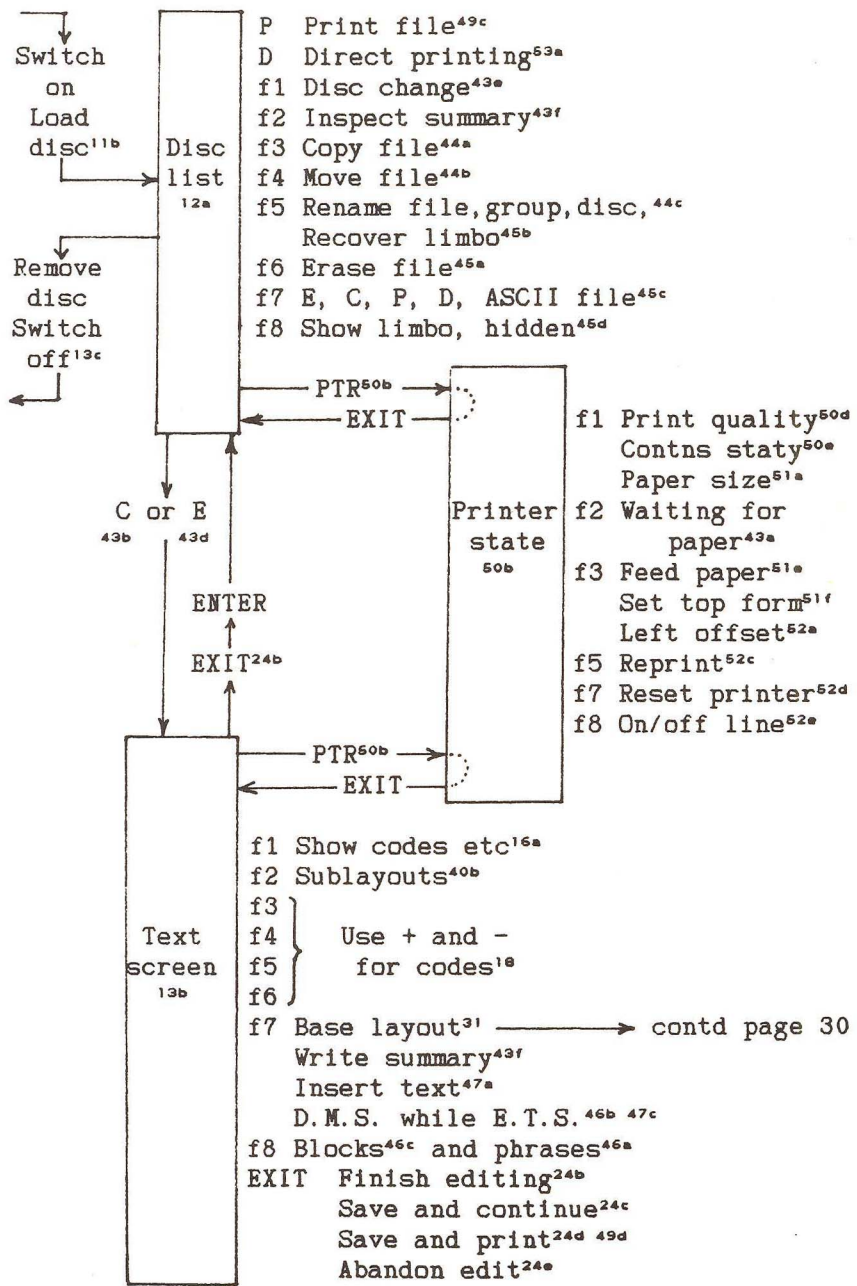 Switch
on
Load
disc¹¹ᵇ
Disc
list
12a
P Print file⁴⁹ᶜ
D Direct printing⁵³ᵃ
f1 Disc change⁴³ᵉ
f2 Inspect summary⁴³ᶠ
f3 Copy file⁴⁴ᵃ
f4 Move file⁴⁴ᵇ
f5 Rename file,group,disc,⁴⁴ᶜ
Recover limbo⁴⁵ᵇ
f6 Erase file⁴⁵ᵃ
f7 E, C, P, D, ASCII file⁴⁵ᶜ
f8 Show limbo, hidden⁴⁵ᵈ
Remove
disc
Switch
off¹³ᶜ
PTR⁵⁰ᵇ
EXIT
C or E
43b 43d
ENTER
EXIT²⁴ᵇ
Printer
state
50b
f1 Print quality⁵⁰ᵈ
Contns staty⁵⁰ᵉ
Paper size⁵¹ᵃ
f2 Waiting for
paper⁴³ᵃ
f3 Feed paper⁵¹ᵉ
Set top form⁵¹ᶠ
Left offset⁵²ᵃ
f5 Reprint⁵²ᶜ
f7 Reset printer⁵²ᵈ
f8 On/off line⁵²ᵉ
PTR⁵⁰ᵇ
EXIT
Text
screen
13b
f1 Show codes etc¹⁶ᵃ
f2 Sublayouts⁴⁰ᵇ
f3
f4
f5
f6
Use + and -
for codes¹⁸
f7 Base layout³¹ contd page 30
Write summary⁴³ᶠ
Insert text⁴⁷ᵃ
D.M.S. while E.T.S.⁴⁶ᵇ ⁴⁷ᶜ
f8 Blocks⁴⁶ᶜ and phrases⁴⁶ᵃ
EXIT Finish editing²⁴ᵇ
Save and continue²⁴ᶜ
Save and print²⁴ᵈ ⁴⁹ᵈ
Abandon edit²⁴ᵉ